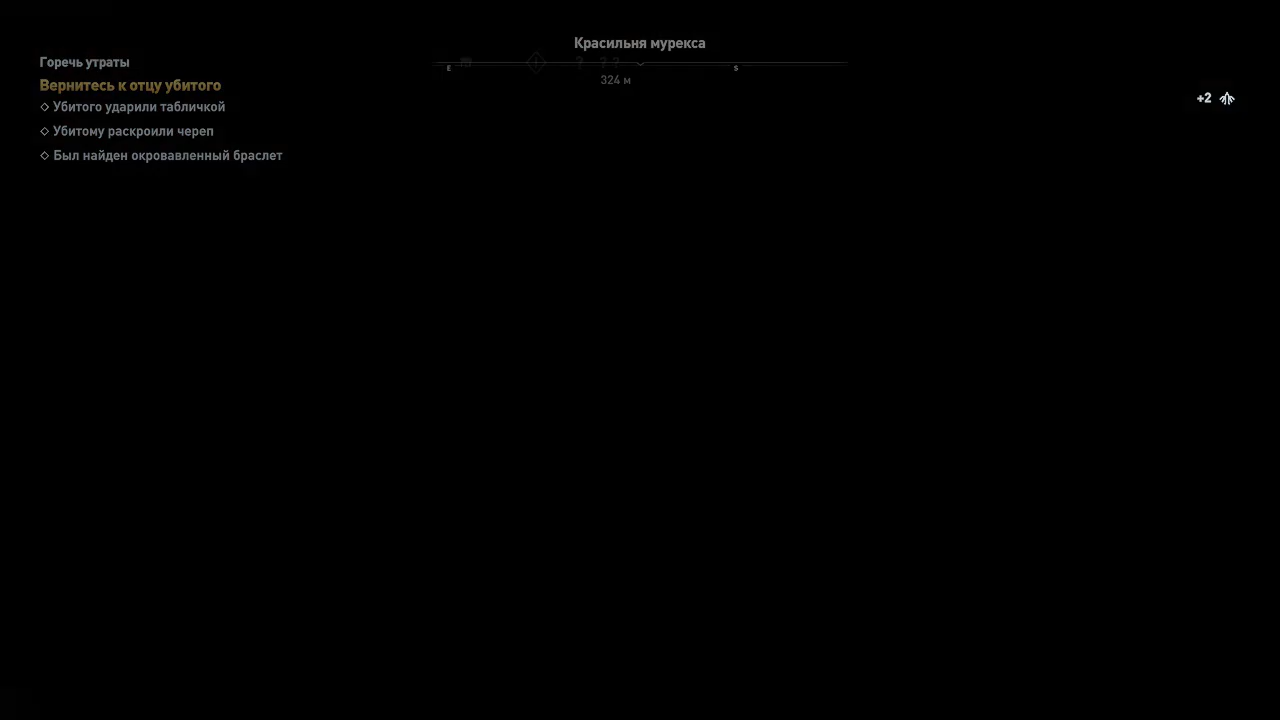 Красильня мурекса
Горечь утраты
E
S
Вернитесь к отцу убитого
324 м
+2
Убитого ударили табличкой
Убитому раскроили череп
Был найден окровавленный браслет